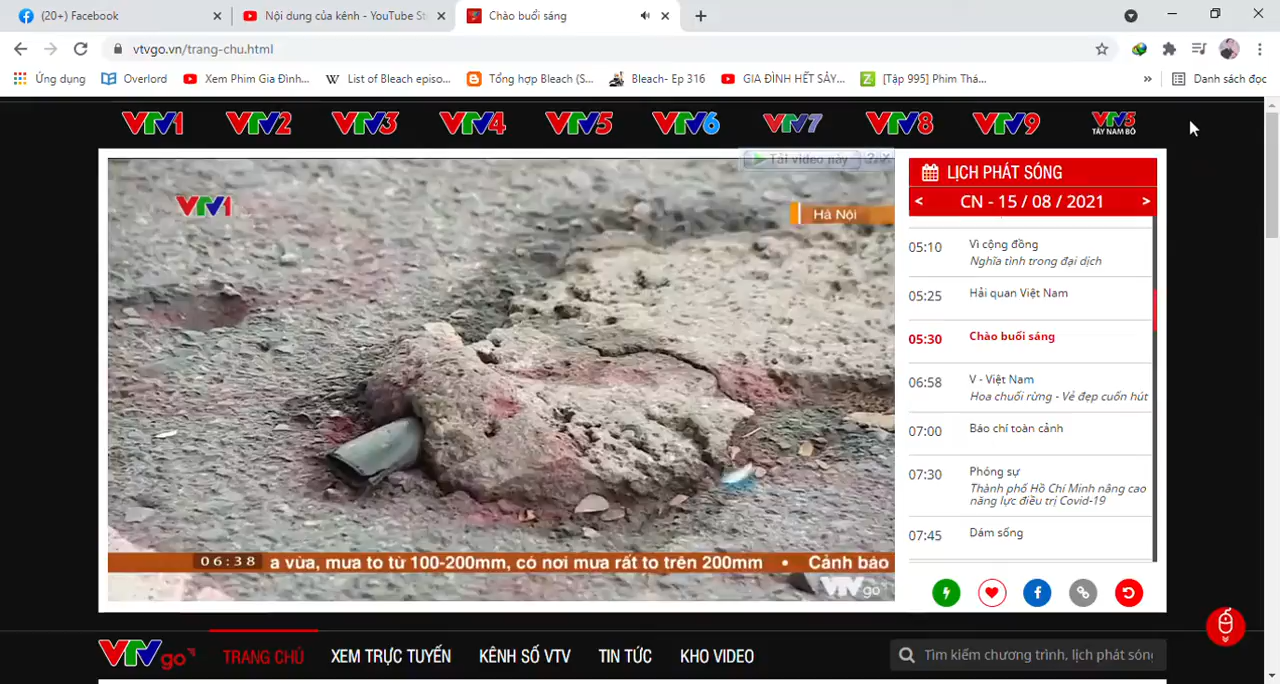 (20+) Facebook
Nội dung của kênh - YouTube St
Chào buổi sáng
vtvgo.vn/trang-chu.html
Ứng dụng
Overlord
Xem Phim Gia Đình...
List of Bleach episo...
Tổng hợp Bleach (S...
Bleach- Ep 316
GIA ĐÌNH HẾT SẢY...
[Tập 995] Phim Thá...
»
Danh sách đọc
VTV1
VTV2
VTV3
VTV4
VTV5
VTV6
VTV7
VTV8
VTV9
VTV5
TÂY NAM BỘ
Tải video này
? X
VTV1
Hà Nội
06:38
a vừa, mưa to từ 100-200mm, có nơi mưa rất to trên 200mm • Cảnh báo
VTV go
LỊCH PHÁT SÓNG
< CN - 15 / 08 / 2021 >
05:10 Vì cộng đồng
Nghĩa tình trong đại dịch
05:25 Hải quan Việt Nam
05:30 Chào buổi sáng
06:58 V - Việt Nam
Hoa chuối rừng - Vẻ đẹp cuốn hút
07:00 Báo chí toàn cảnh
07:30 Phóng sự
Thành phố Hồ Chí Minh nâng cao
năng lực điều trị Covid-19
07:45 Dám sống
VTV go
TRANG CHỦ
XEM TRỰC TUYẾN
KÊNH SỐ VTV
TIN TỨC
KHO VIDEO
Tìm kiếm chương trình, lịch phát sóng